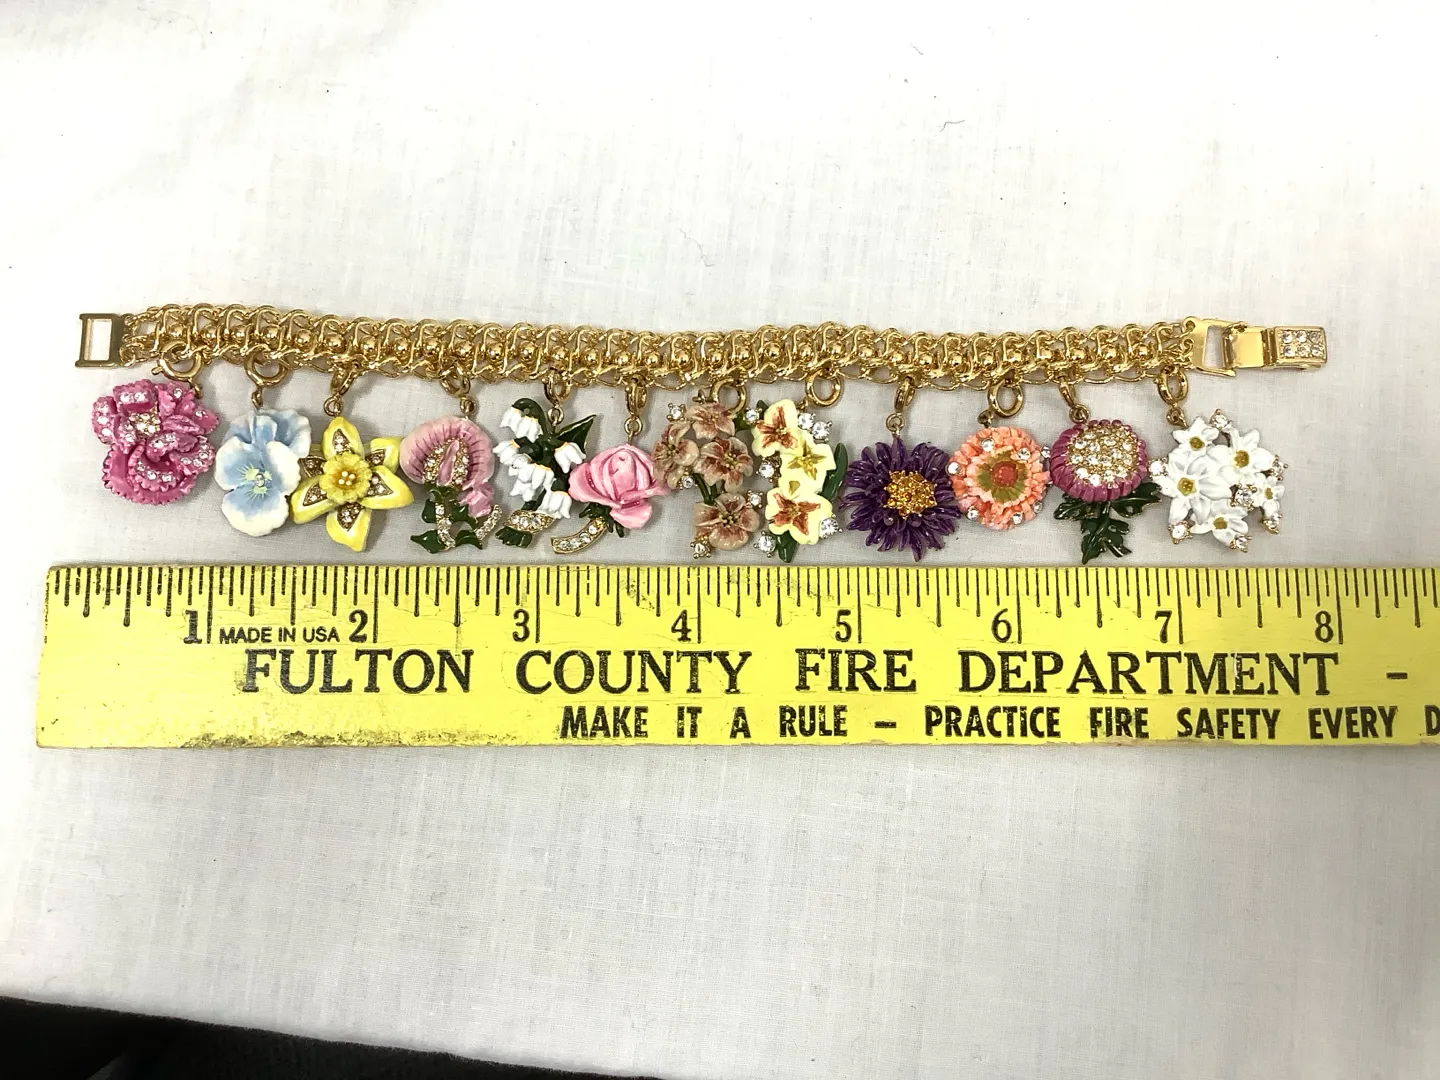 1 MADE IN USA 2 3 4 5 6 7 8
FULTON COUNTY FIRE DEPARTMENT -
MAKE IT A RULE - PRACTICE FIRE SAFETY EVERY